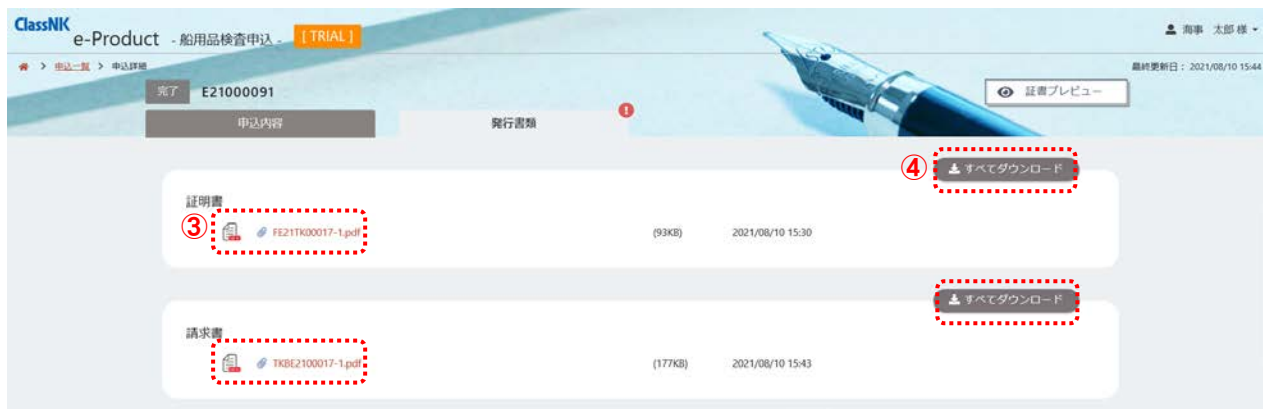 ClassNK
e-Product - 船用品検査申込 - [ TRIAL ]
海事 太郎 様
> 申込一覧 > 申込詳細
最終更新日： 2021/08/10 15:44
完了 E21000091
証書プレビュー
申込内容 発行書類 !
④ すべてダウンロード
証明書
③ FE21TK00017-1.pdf (93KB) 2021/08/10 15:30
すべてダウンロード
請求書
TKBE2100017-1.pdf (177KB) 2021/08/10 15:43